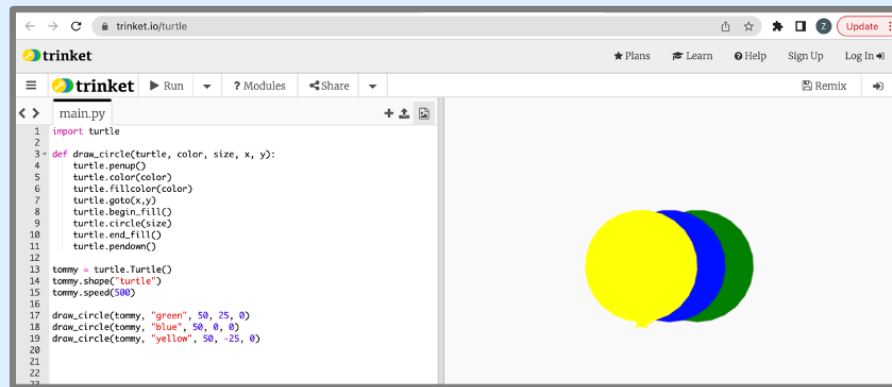 trinket.io/turtle
Z
Update
trinket
Plans
Learn
Help
Sign Up
Log In
trinket
Run
? Modules
Share
Remix
main.py
1 import turtle
2
3 def draw_circle(turtle, color, size, x, y):
4 turtle.penup()
5 turtle.color(color)
6 turtle.fillcolor(color)
7 turtle.goto(x,y)
8 turtle.begin_fill()
9 turtle.circle(size)
10 turtle.end_fill()
11 turtle.pendown()
12
13 tommy = turtle.Turtle()
14 tommy.shape("turtle")
15 tommy.speed(500)
16
17 draw_circle(tommy, "green", 50, 25, 0)
18 draw_circle(tommy, "blue", 50, 0, 0)
19 draw_circle(tommy, "yellow", 50, -25, 0)
20
21
22
23